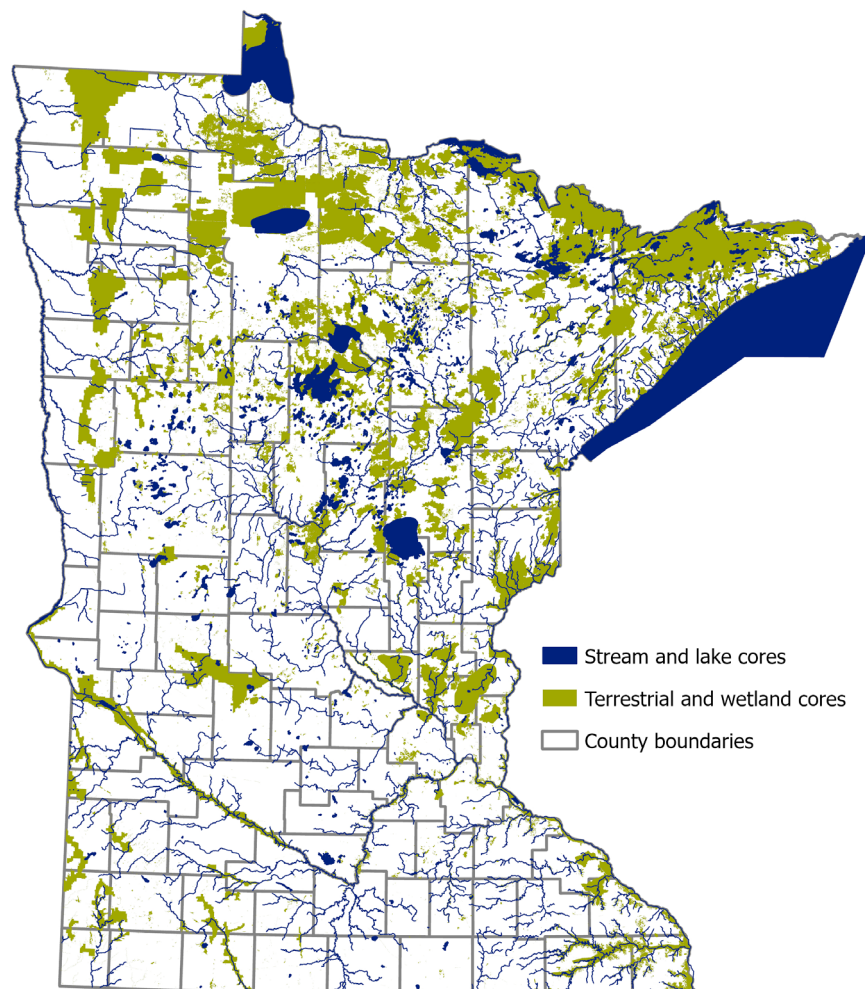 Stream and lake cores
Terrestrial and wetland cores
County boundaries